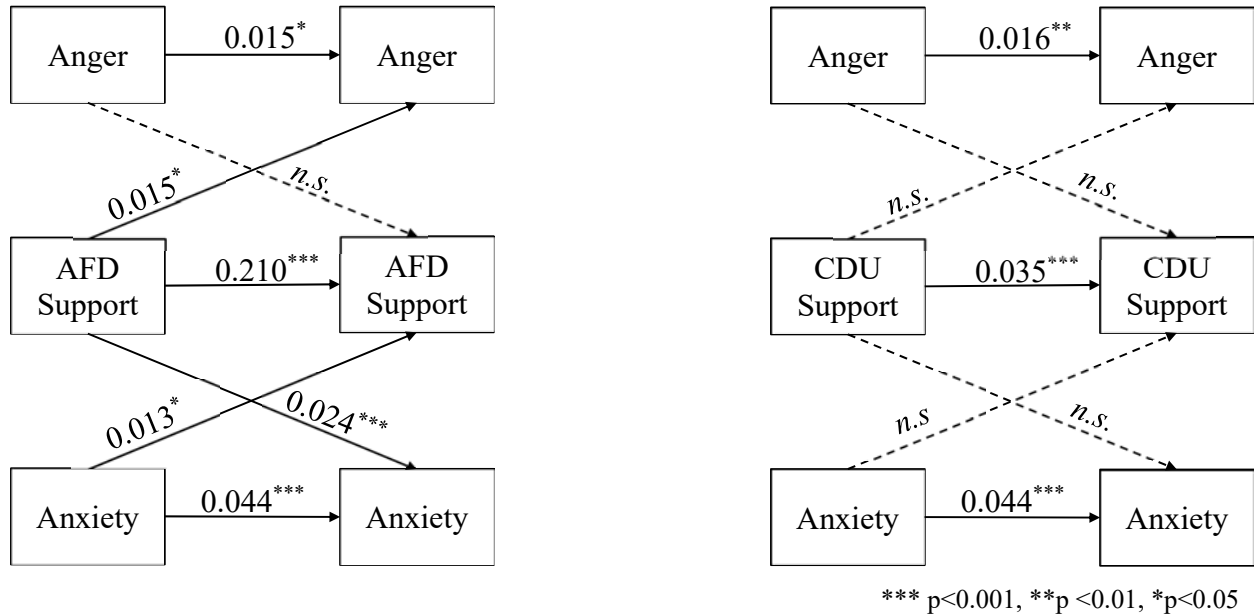 Anger
0.015*
Anger
0.015*
n.s.
AFD
Support
0.210***
AFD
Support
0.013*
0.024***
Anxiety
0.044***
Anxiety
Anger
0.016**
Anger
n.s.
n.s.
CDU
Support
0.035***
CDU
Support
n.s
n.s.
Anxiety
0.044***
Anxiety
*** p<0.001, **p <0.01, *p<0.05